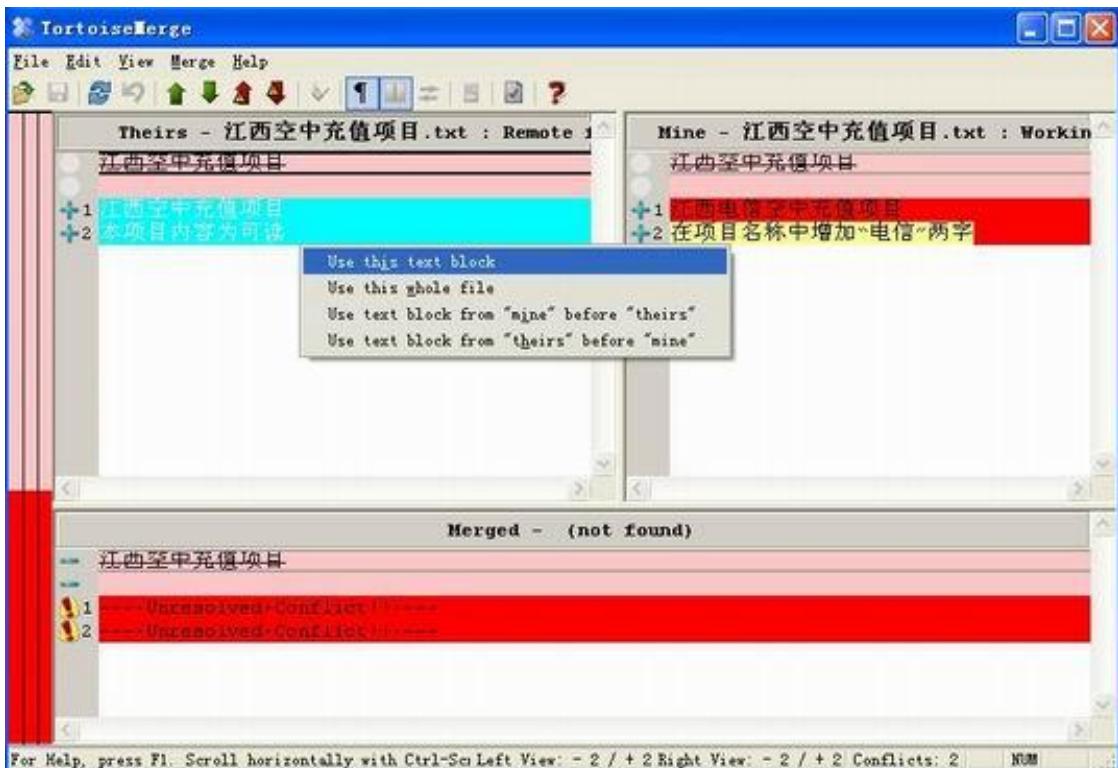 TortoiseMerge
File Edit View Merge Help
Theirs - 江西空中充值项目.txt : Remote
Mine - 江西空中充值项目.txt : Workin
江西空中充值项目
1 江西空中充值项目
2 本项目内容为可读
江西空中充值项目
1 江西电信空中充值项目
2 在项目名称中增加“电信”两字
Use this text block
Use this whole file
Use text block from "mine" before "theirs"
Use text block from "theirs" before "mine"
Merged - (not found)
江西空中充值项目
1 ----Unresolved·Conflict!!----
2 ----Unresolved·Conflict!!----
For Help, press F1. Scroll horizontally with Ctrl-Sc Left View: - 2 / + 2 Right View: - 2 / + 2 Conflicts: 2 NUM